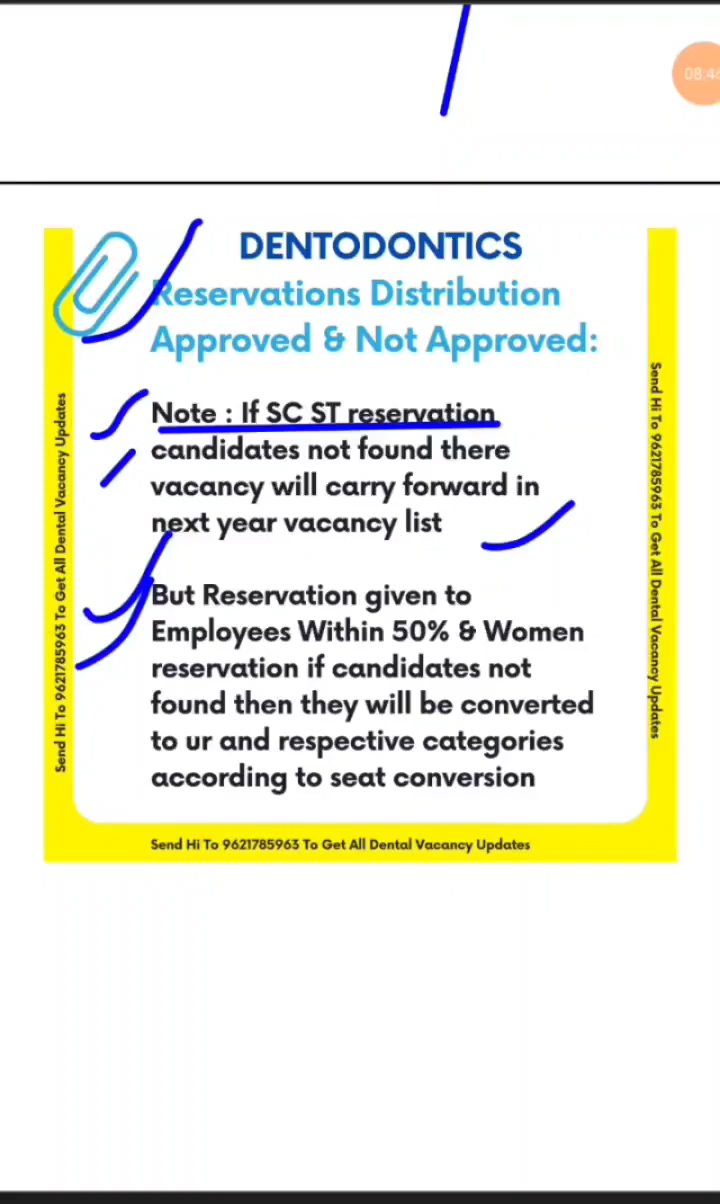 08:46
DENTODONTICS
Reservations Distribution
Approved & Not Approved:
Note : If SC ST reservation
candidates not found there
vacancy will carry forward in
next year vacancy list
But Reservation given to
Employees Within 50% & Women
reservation if candidates not
found then they will be converted
to ur and respective categories
according to seat conversion
Send Hi To 9621785963 To Get All Dental Vacancy Updates
Send Hi To 9621785963 To Get All Dental Vacancy Updates
Send Hi To 9621785963 To Get All Dental Vacancy Updates